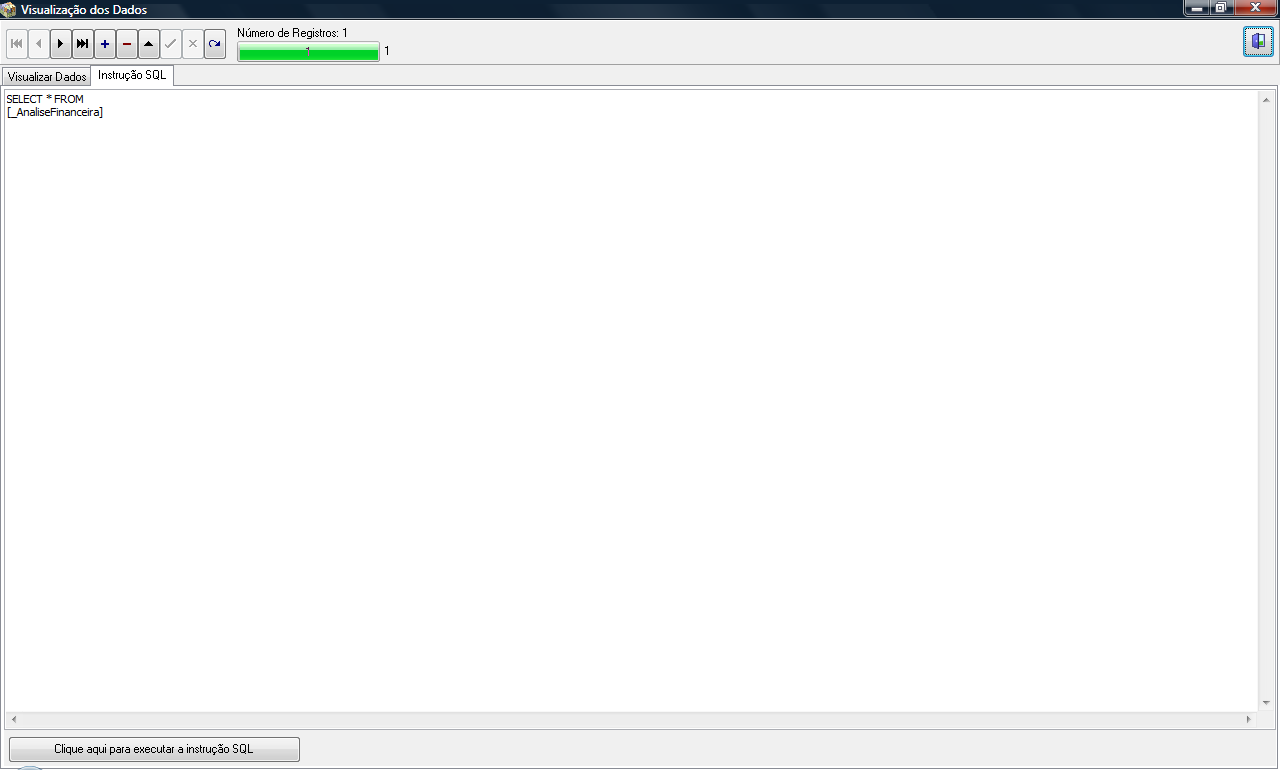 Visualização dos Dados
Número de Registros: 1
1 1
Visualizar Dados Instrução SQL
SELECT * FROM
[_AnaliseFinanceira]
Clique aqui para executar a instrução SQL